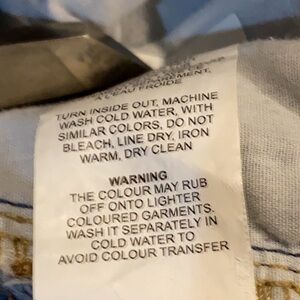 L'EAU FROIDE
TURN INSIDE OUT, MACHINE
WASH COLD WATER, WITH
SIMILAR COLORS, DO NOT
BLEACH, LINE DRY, IRON
WARM, DRY CLEAN
WARNING
THE COLOUR MAY RUB
OFF ONTO LIGHTER
COLOURED GARMENTS.
WASH IT SEPARATELY IN
COLD WATER TO
AVOID COLOUR TRANSFER